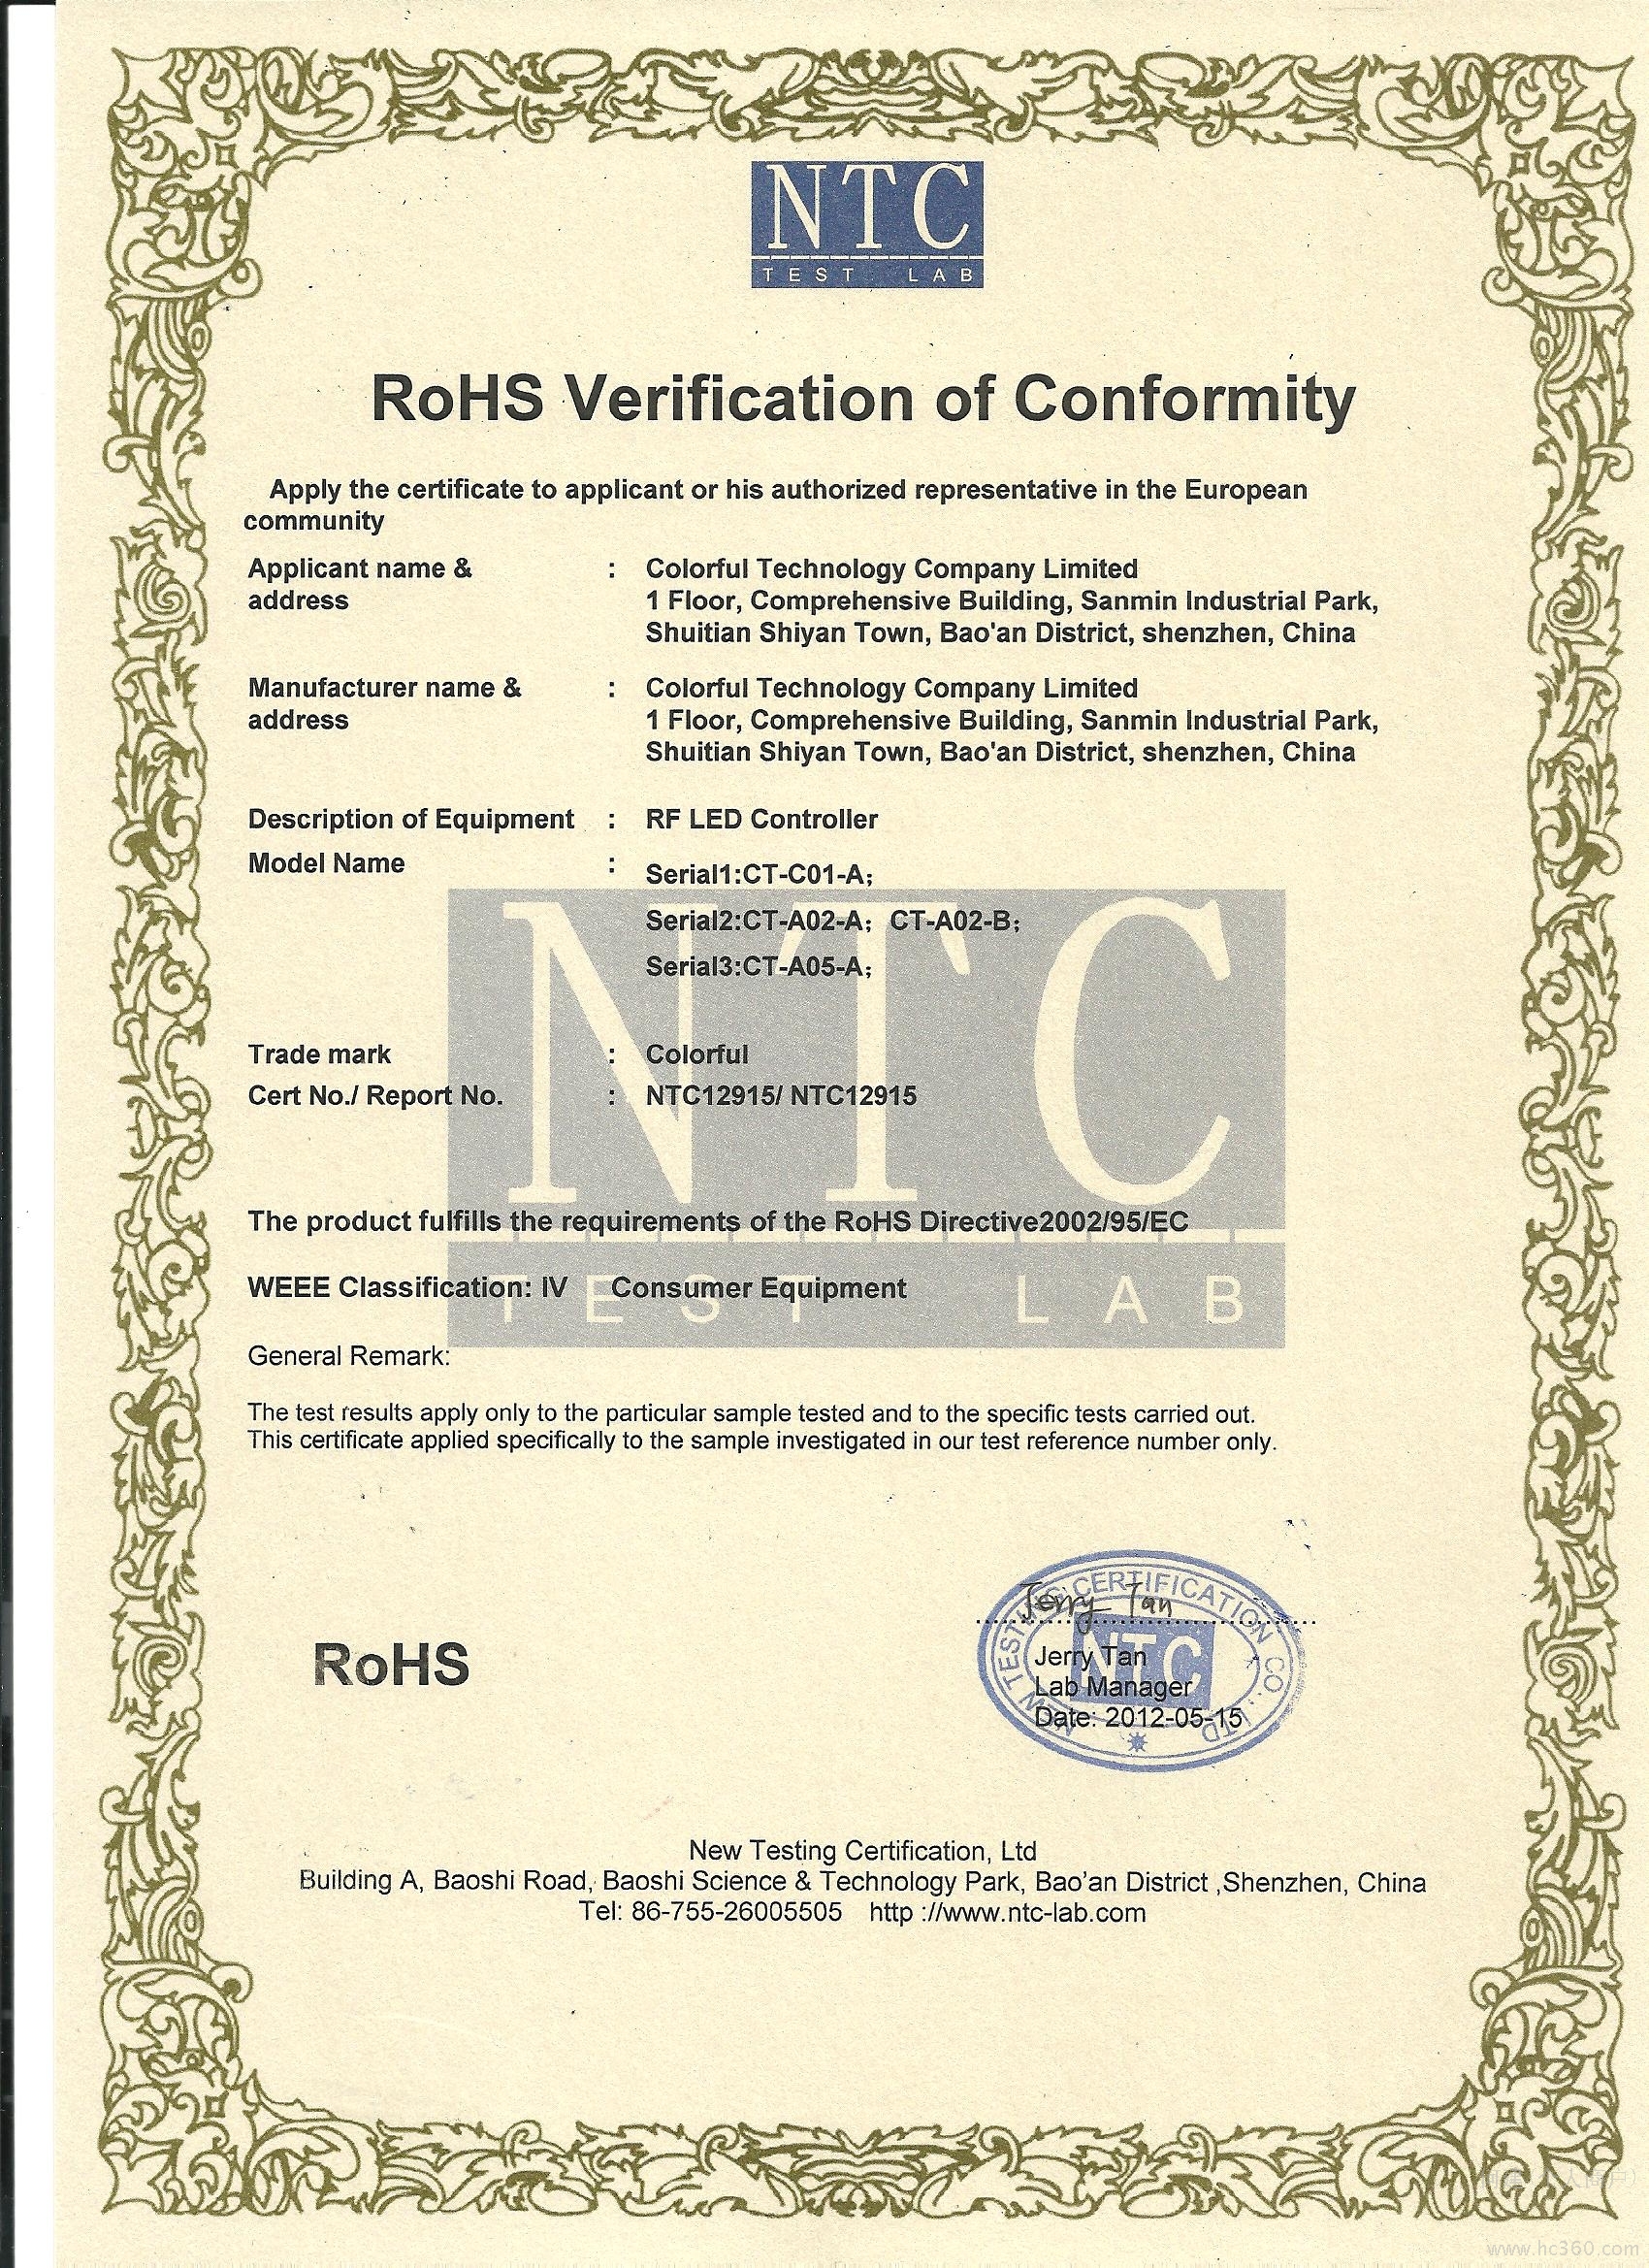 NTC
TEST LAB
RoHS Verification of Conformity
Apply the certificate to applicant or his authorized representative in the European
community
Applicant name & : Colorful Technology Company Limited
address 1 Floor, Comprehensive Building, Sanmin Industrial Park,
Shuitian Shiyan Town, Bao'an District, shenzhen, China
Manufacturer name & : Colorful Technology Company Limited
address 1 Floor, Comprehensive Building, Sanmin Industrial Park,
Shuitian Shiyan Town, Bao'an District, shenzhen, China
Description of Equipment : RF LED Controller
Model Name : Serial1:CT-C01-A;
Serial2:CT-A02-A; CT-A02-B;
Serial3:CT-A05-A;
NTC
Trade mark : Colorful
Cert No./ Report No. : NTC12915/ NTC12915
The product fulfills the requirements of the RoHS Directive2002/95/EC
WEEE Classification: IV Consumer Equipment
TEST LAB
General Remark:
The test results apply only to the particular sample tested and to the specific tests carried out.
This certificate applied specifically to the sample investigated in our test reference number only.
RoHS
NEW TESTING CERTIFICATION CO., LTD
NTC
Jerry Tan
Jerry Tan
Lab Manager
Date: 2012-05-15
New Testing Certification, Ltd
Building A, Baoshi Road, Baoshi Science & Technology Park, Bao’an District ,Shenzhen, China
Tel: 86-755-26005505 http ://www.ntc-lab.com
www.hc360.com